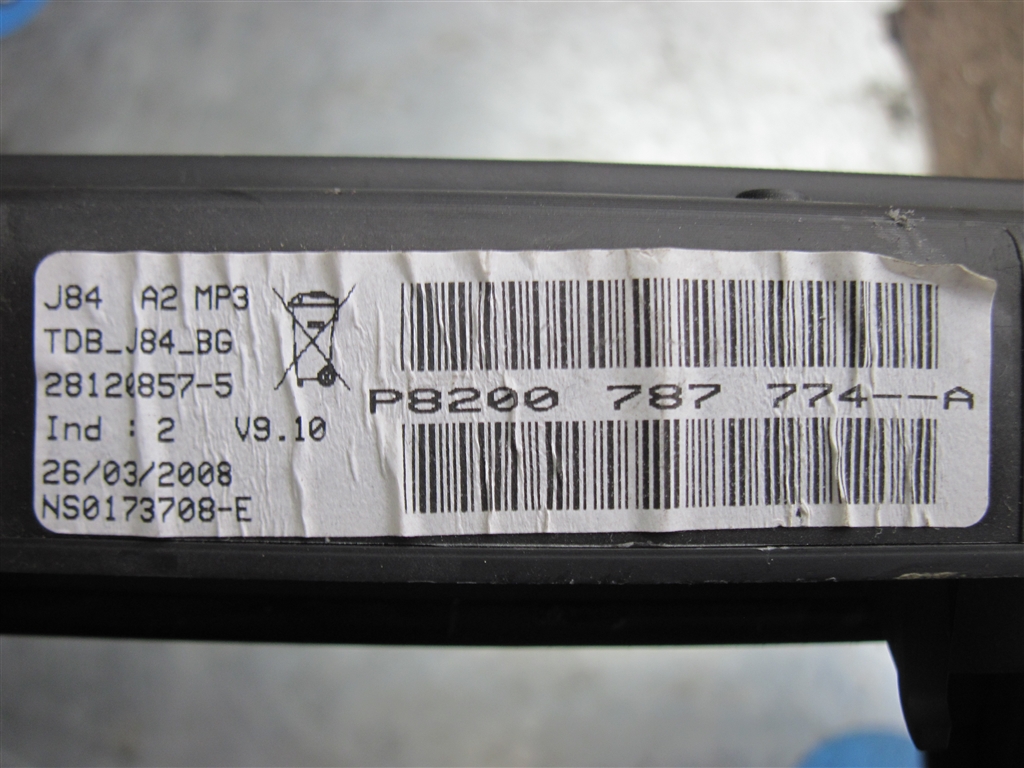 J84 A2 MP3
TDB_J84_BG
28120857-5
Ind : 2 V9.10
26/03/2008
NS0173708-E
P8200 787 774--A